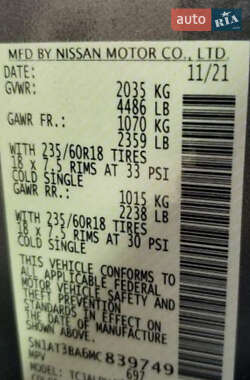 auto RIA
MFD BY NISSAN MOTOR CO., LTD.
DATE: 11/21
GVWR: 2035 KG
4486 LB
GAWR FR.: 1070 KG
2359 LB
WITH 235/60R18 TIRES
18 x 7.5 RIMS AT 33 PSI
COLD SINGLE
GAWR RR.: 1015 KG
2238 LB
WITH 235/60R18 TIRES
18 x 7.5 RIMS AT 30 PSI
COLD SINGLE
THIS VEHICLE CONFORMS TO
ALL APPLICABLE FEDERAL
MOTOR VEHICLE SAFETY AND
THEFT PREVENTION
STANDARDS IN EFFECT ON
THE DATE OF MANUFACTURE
SHOWN ABOVE.
5N1AT3BA6MC839749
MPV 697